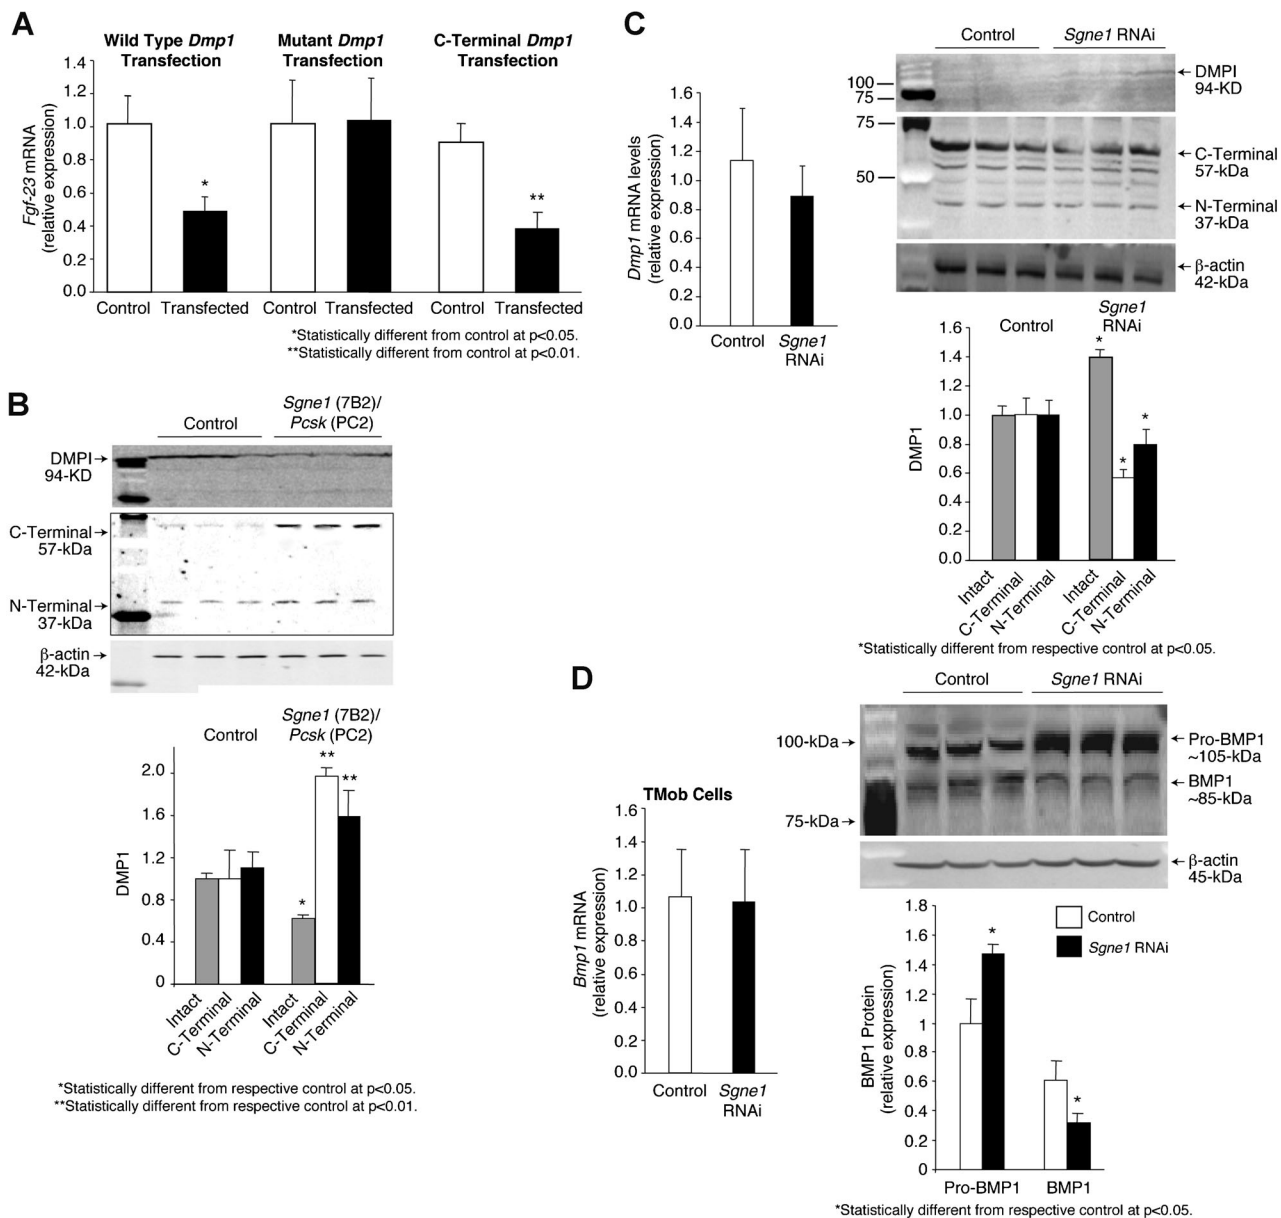 A
Wild Type Dmp1
Transfection
Mutant Dmp1
Transfection
C-Terminal Dmp1
Transfection
Fgf-23 mRNA
(relative expression)
1.4
1.2
1.0
0.8
0.6
0.4
0.2
0.0
*
**
Control
Transfected
Control
Transfected
Control
Transfected
*Statistically different from control at p<0.05.
**Statistically different from control at p<0.01.
B
Control
Sgne1 (7B2)/
Pcsk (PC2)
DMPI
94-KD
C-Terminal
57-kDa
N-Terminal
37-kDa
β-actin
42-kDa
Control
Sgne1 (7B2)/
Pcsk (PC2)
DMP1
2.0
1.6
1.2
0.8
0.4
0
*
**
**
Intact
C-Terminal
N-Terminal
Intact
C-Terminal
N-Terminal
*Statistically different from respective control at p<0.05.
**Statistically different from respective control at p<0.01.
C
Dmp1 mRNA levels
(relative expression)
1.6
1.4
1.2
1.0
0.8
0.6
0.4
0.2
0.0
Control
Sgne1
RNAi
Control
Sgne1 RNAi
100
75
75
50
DMPI
94-KD
C-Terminal
57-kDa
N-Terminal
37-kDa
β-actin
42-kDa
Control
Sgne1
RNAi
DMP1
1.6
1.4
1.2
1.0
0.8
0.6
0.4
0.2
0.0
*
*
*
Intact
C-Terminal
N-Terminal
Intact
C-Terminal
N-Terminal
*Statistically different from respective control at p<0.05.
D
TMob Cells
Bmp1 mRNA
(relative expression)
1.6
1.4
1.2
1.0
0.8
0.6
0.4
0.2
0.0
Control
Sgne1
RNAi
Control
Sgne1 RNAi
100-kDa
75-kDa
Pro-BMP1
~105-kDa
BMP1
~85-kDa
β-actin
45-kDa
BMP1 Protein
(relative expression)
1.8
1.6
1.4
1.2
1
0.8
0.6
0.4
0.2
0
Control
Sgne1 RNAi
*
*
Pro-BMP1
BMP1
*Statistically different from respective control at p<0.05.